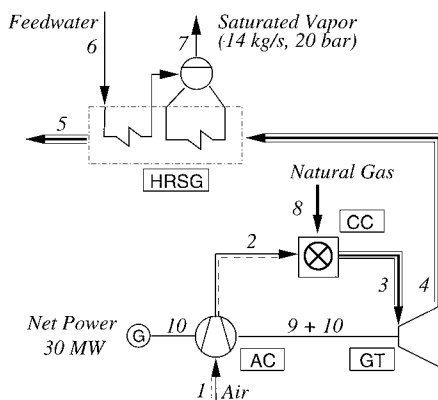 Feedwater
6
7
Saturated Vapor
(14 kg/s, 20 bar)
5
HRSG
Natural Gas
8
CC
2
3
4
Net Power
30 MW
G
10
9 + 10
AC
GT
1
Air